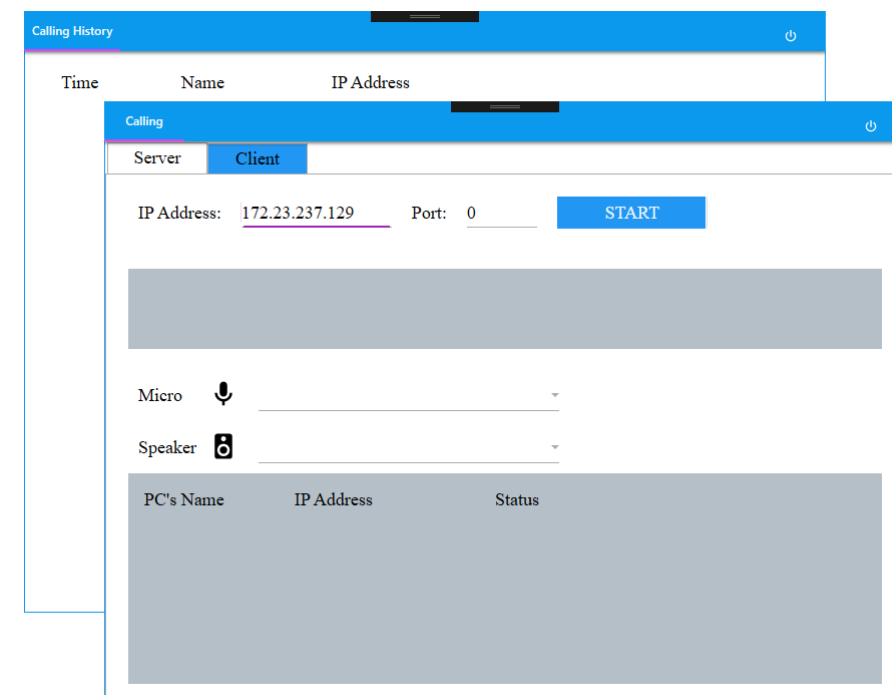 Calling History
Time Name IP Address
Calling
Server Client
IP Address: 172.23.237.129 Port: 0 START
Micro
Speaker
PC's Name IP Address Status